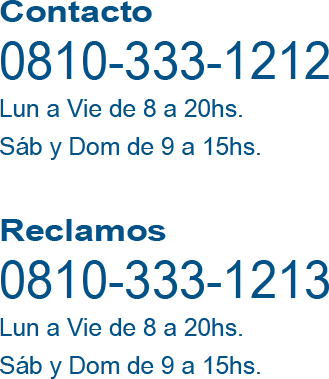 Contacto
0810-333-1212
Lun a Vie de 8 a 20hs.
Sáb y Dom de 9 a 15hs.
Reclamos
0810-333-1213
Lun a Vie de 8 a 20hs.
Sáb y Dom de 9 a 15hs.